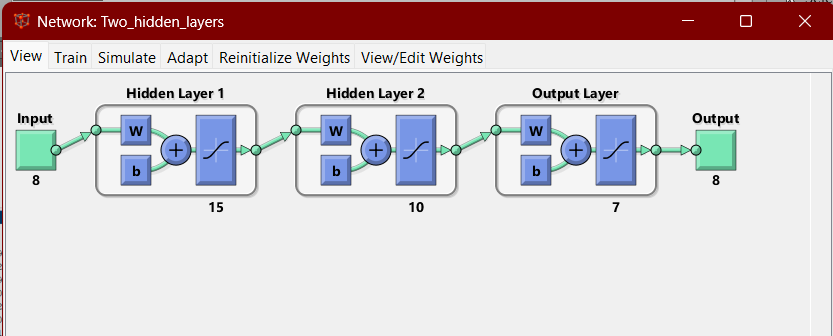 Network: Two_hidden_layers
View Train Simulate Adapt Reinitialize Weights View/Edit Weights
Hidden Layer 1 Hidden Layer 2 Output Layer
Input Output
W W W
b b b
+ + +
8 8
15 10 7